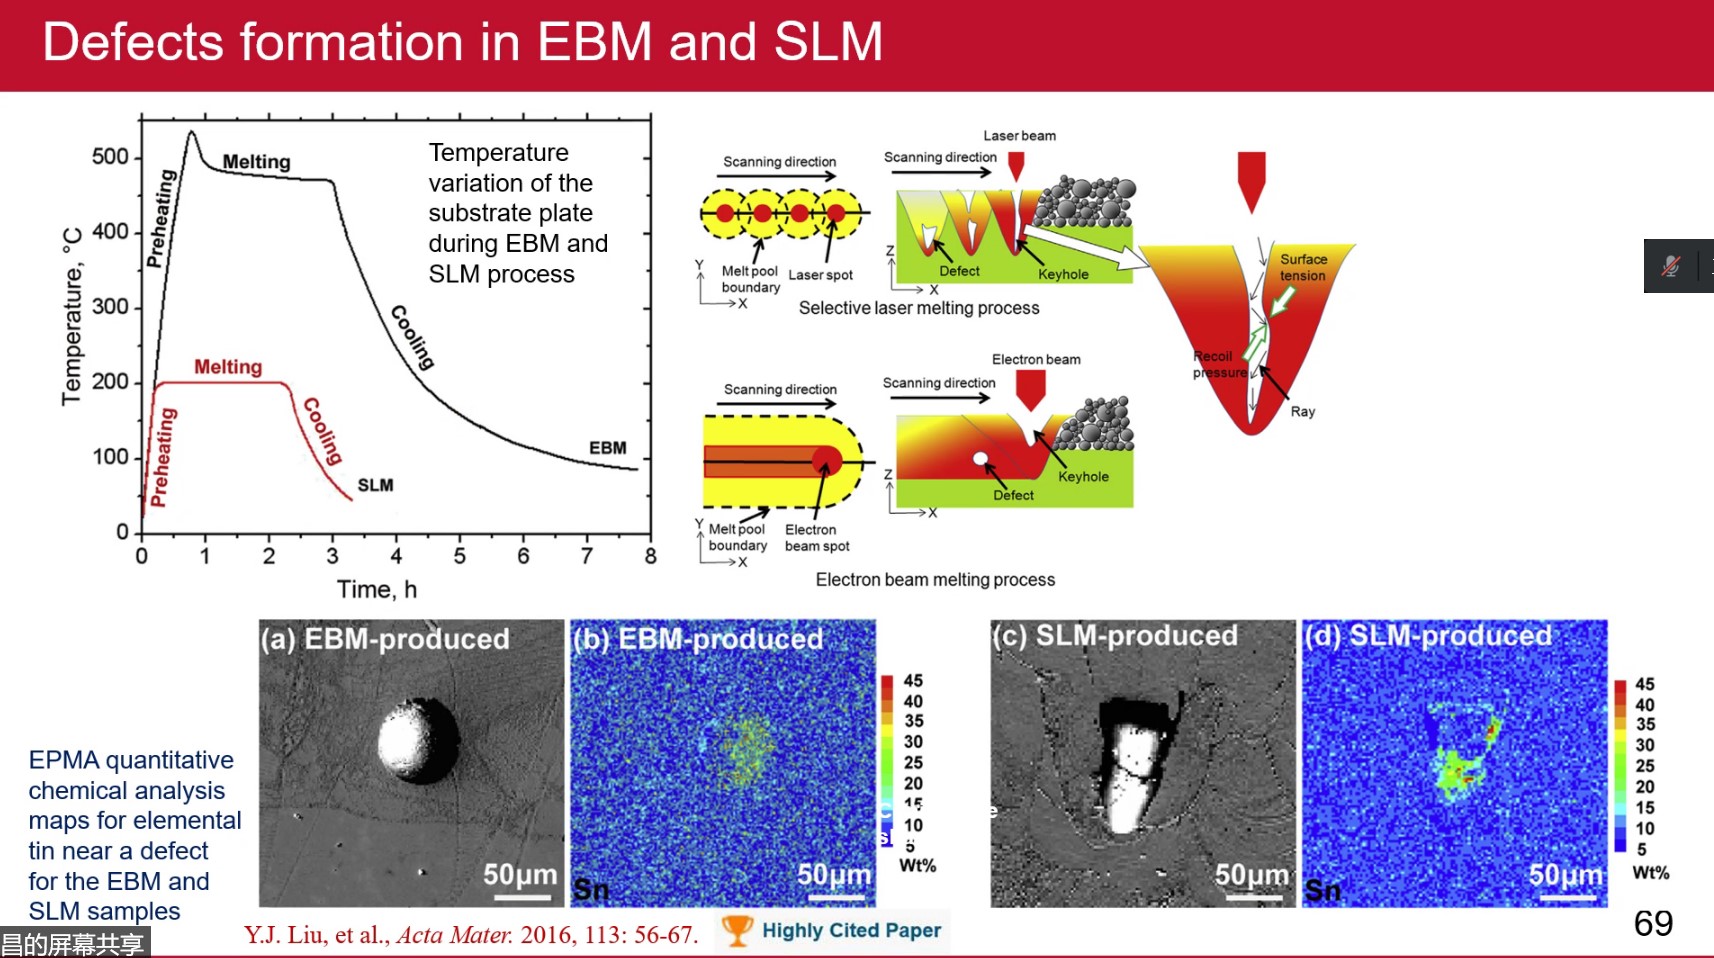 Defects formation in EBM and SLM
Temperature, °C
500
400
300
200
100
0
0 1 2 3 4 5 6 7 8
Time, h
Preheating
Melting
Cooling
EBM
Preheating
Melting
Cooling
SLM
Temperature
variation of the
substrate plate
during EBM and
SLM process
Scanning direction
Melt pool
boundary
Laser spot
Y
X
Laser beam
Scanning direction
Defect
Keyhole
Z
X
Selective laser melting process
Surface
tension
Recoil
pressure
Ray
Scanning direction
Melt pool
boundary
Electron
beam spot
Y
X
Electron beam
Scanning direction
Defect
Keyhole
Z
X
Electron beam melting process
EPMA quantitative
chemical analysis
maps for elemental
tin near a defect
for the EBM and
SLM samples
(a) EBM-produced
50μm
(b) EBM-produced
Sn
50μm
45
40
35
30
25
20
15
10
5
Wt%
(c) SLM-produced
50μm
(d) SLM-produced
Sn
50μm
45
40
35
30
25
20
15
10
5
Wt%
Y.J. Liu, et al., Acta Mater. 2016, 113: 56-67.
Highly Cited Paper
69
昌的屏幕共享